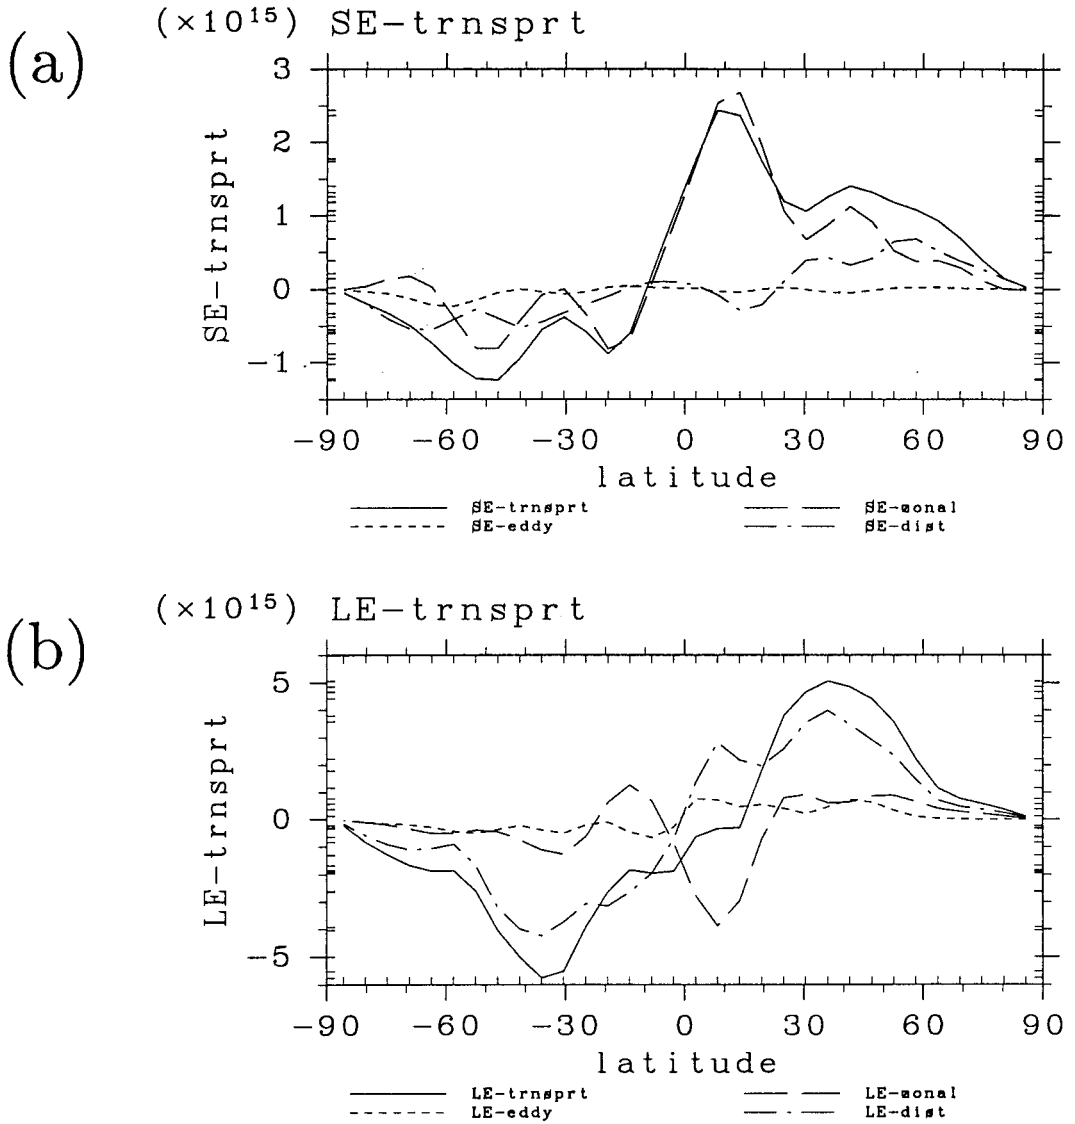 (a)
(×10¹⁵) SE-trnsprt
SE-trnsprt
3
2
1
0
-1
-90 -60 -30 0 30 60 90
latitude
SE-trnsprt SE-zonal
SE-eddy SE-dist
(b)
(×10¹⁵) LE-trnsprt
LE-trnsprt
5
0
-5
-90 -60 -30 0 30 60 90
latitude
LE-trnsprt LE-zonal
LE-eddy LE-dist